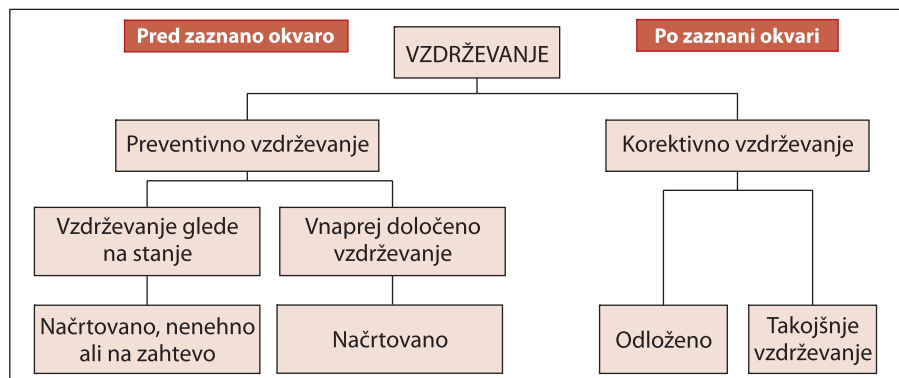 Pred zaznano okvaro
VZDRŽEVANJE
Po zaznani okvari
Preventivno vzdrževanje
Korektivno vzdrževanje
Vzdrževanje glede
na stanje
Vnaprej določeno
vzdrževanje
Načrtovano, nenehno
ali na zahtevo
Načrtovano
Odloženo
Takojšnje
vzdrževanje